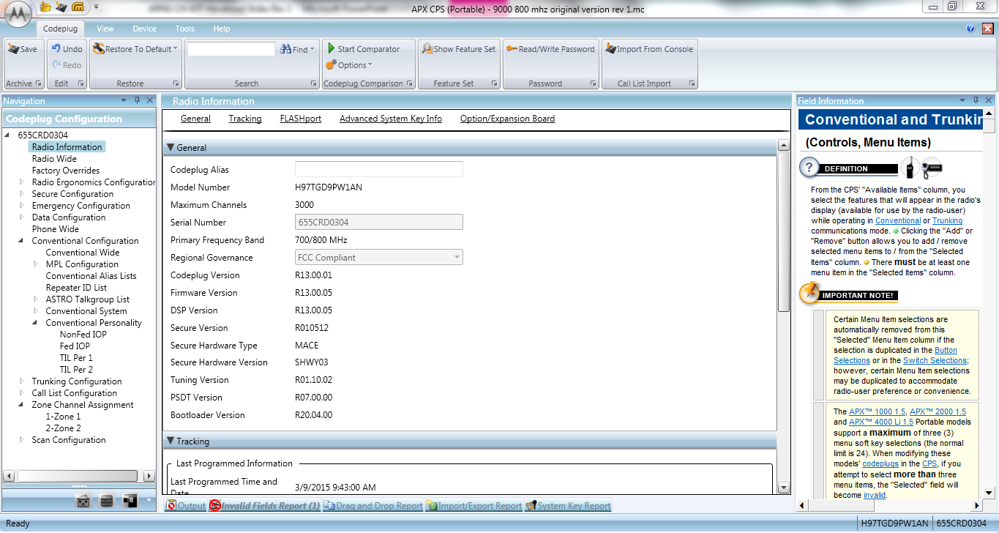 APX CPS (Portable) - 9000 800 mhz original version rev 1.mc
Codeplug View Device Tools Help
Save Undo Restore To Default Find Start Comparator Show Feature Set Read/Write Password Import From Console
Redo Options
Archive Edit Restore Search Codeplug Comparison Feature Set Password Call List Import
Navigation
Codeplug Configuration
655CRD0304
Radio Information
Radio Wide
Factory Overrides
Radio Ergonomics Configuration
Secure Configuration
Emergency Configuration
Data Configuration
Phone Wide
Conventional Configuration
Conventional Wide
MPL Configuration
Conventional Alias Lists
Repeater ID List
ASTRO Talkgroup List
Conventional System
Conventional Personality
NonFed IOP
Fed IOP
TIL Per 1
TIL Per 2
Trunking Configuration
Call List Configuration
Zone Channel Assignment
1-Zone 1
2-Zone 2
Scan Configuration
Radio Information
General Tracking FLASHport Advanced System Key Info Option/Expansion Board
General
Codeplug Alias
Model Number H97TGD9PW1AN
Maximum Channels 3000
Serial Number 655CRD0304
Primary Frequency Band 700/800 MHz
Regional Governance FCC Compliant
Codeplug Version R13.00.01
Firmware Version R13.00.05
DSP Version R13.00.05
Secure Version R010512
Secure Hardware Type MACE
Secure Hardware Version SHWY03
Tuning Version R01.10.02
PSDT Version R07.00.00
Bootloader Version R20.04.00
Tracking
Last Programmed Information
Last Programmed Time and
Date 3/9/2015 9:43:00 AM
Output Invalid Fields Report (1) Drag and Drop Report Import/Export Report System Key Report
Field Information
Conventional and Trunkin
(Controls, Menu Items)
? DEFINITION
From the CPS' "Available Items" column, you
select the features that will appear in the radio's
display (available for use by the radio-user)
while operating in Conventional or Trunking
communications mode. Clicking the "Add" or
"Remove" button allows you to add / remove
selected menu items to / from the "Selected
Items" column. There must be at least one
menu item in the "Selected Items" column.
IMPORTANT NOTE!
Certain Menu Item selections are
automatically removed from this
"Selected" Menu Item column if the
selection is duplicated in the Button
Selections or in the Switch Selections;
however, certain Menu Item selections
may be duplicated to accommodate
radio-user preference or convenience.
The APX™ 1000 1.5, APX™ 2000 1.5
and APX™ 4000 Li 1.5 Portable models
support a maximum of three (3)
menu soft key selections (the normal
limit is 24). When modifying these
models' codeplugs in the CPS, if you
attempt to select more than three
menu items, the "Selected" field will
become invalid.
Ready H97TGD9PW1AN 655CRD0304